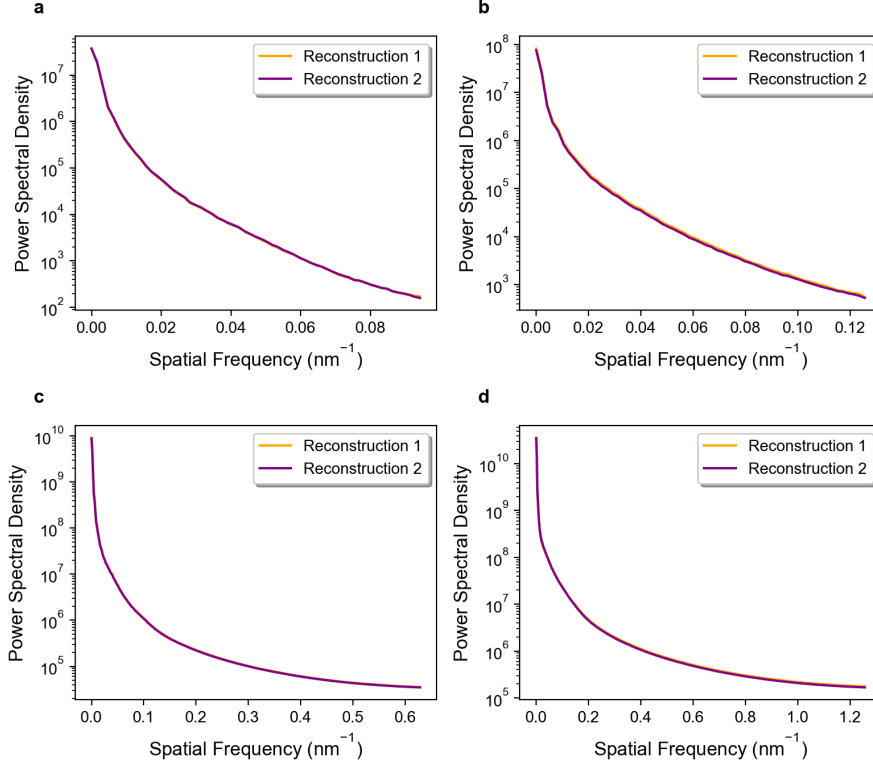 a
10^7
10^6
10^5
10^4
10^3
10^2
Power Spectral Density
Reconstruction 1
Reconstruction 2
0.00 0.02 0.04 0.06 0.08
Spatial Frequency (nm^−1)
b
10^8
10^7
10^6
10^5
10^4
10^3
Power Spectral Density
Reconstruction 1
Reconstruction 2
0.00 0.02 0.04 0.06 0.08 0.10 0.12
Spatial Frequency (nm^−1)
c
10^10
10^9
10^8
10^7
10^6
10^5
Power Spectral Density
Reconstruction 1
Reconstruction 2
0.0 0.1 0.2 0.3 0.4 0.5 0.6
Spatial Frequency (nm^−1)
d
10^10
10^9
10^8
10^7
10^6
10^5
Power Spectral Density
Reconstruction 1
Reconstruction 2
0.0 0.2 0.4 0.6 0.8 1.0 1.2
Spatial Frequency (nm^−1)